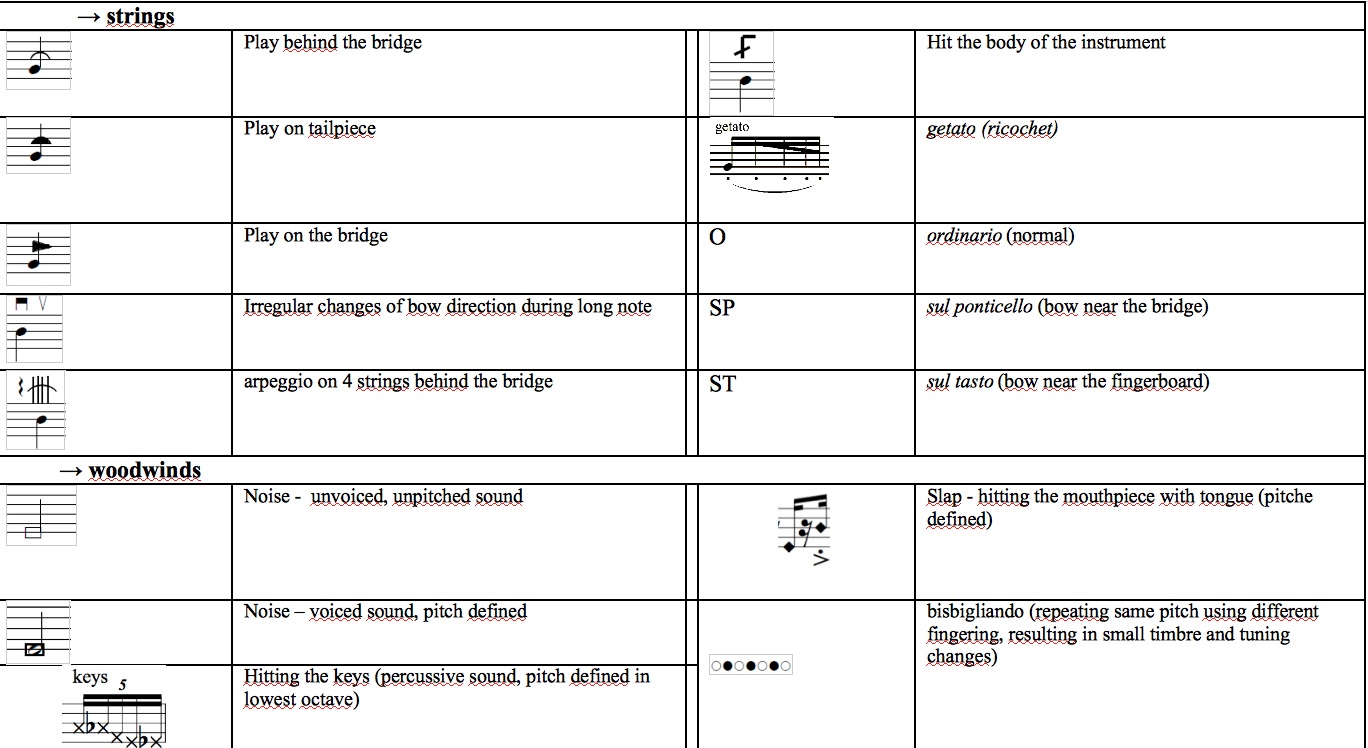 → strings
Play behind the bridge
Hit the body of the instrument
Play on tailpiece
getato
getato (ricochet)
Play on the bridge
O
ordinario (normal)
Irregular changes of bow direction during long note
SP
sul ponticello (bow near the bridge)
arpeggio on 4 strings behind the bridge
ST
sul tasto (bow near the fingerboard)
→ woodwinds
Noise - unvoiced, unpitched sound
Slap - hitting the mouthpiece with tongue (pitche
defined)
Noise – voiced sound, pitch defined
bisbigliando (repeating same pitch using different
fingering, resulting in small timbre and tuning
changes)
keys 5
Hitting the keys (percussive sound, pitch defined in
lowest octave)